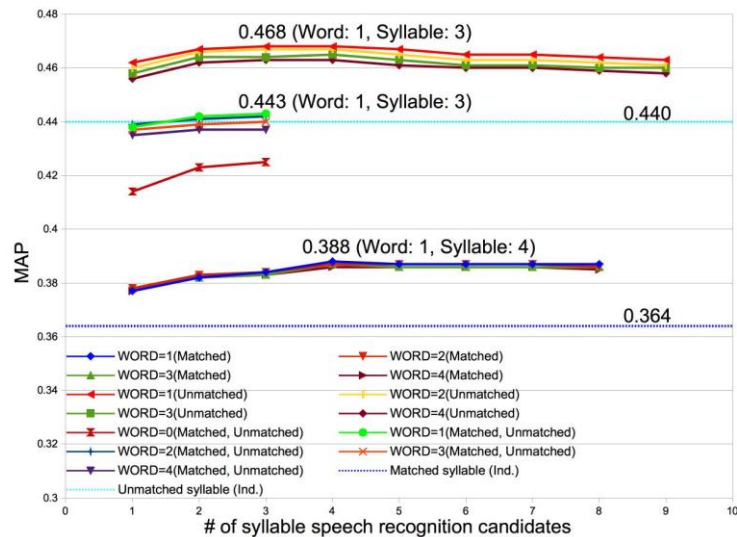 0.48
0.468 (Word: 1, Syllable: 3)
0.46
0.443 (Word: 1, Syllable: 3)
0.44
0.440
0.42
0.4
0.388 (Word: 1, Syllable: 4)
0.38
0.364
0.36
0.34
0.32
0.3
MAP
WORD=1(Matched)
WORD=2(Matched)
WORD=3(Matched)
WORD=4(Matched)
WORD=1(Unmatched)
WORD=2(Unmatched)
WORD=3(Unmatched)
WORD=4(Unmatched)
WORD=0(Matched, Unmatched)
WORD=1(Matched, Unmatched)
WORD=2(Matched, Unmatched)
WORD=3(Matched, Unmatched)
WORD=4(Matched, Unmatched)
Matched syllable (Ind.)
Unmatched syllable (Ind.)
0 1 2 3 4 5 6 7 8 9 10
# of syllable speech recognition candidates